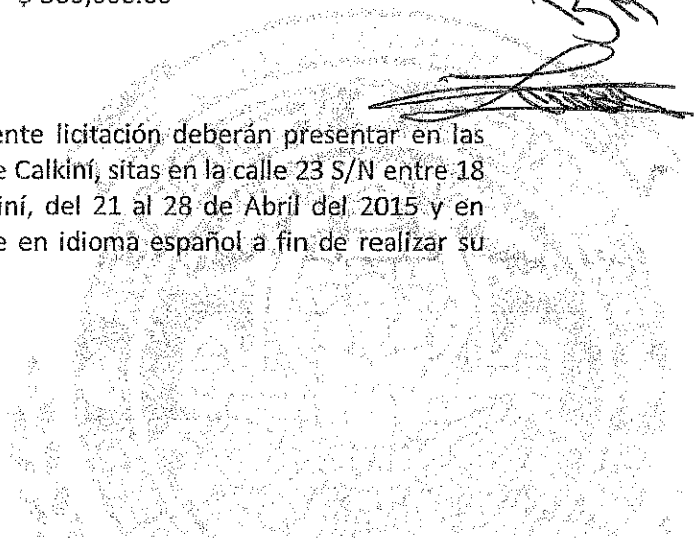 ente licitación deberán presentar en las
e Calkiní, sitas en la calle 23 S/N entre 18
iní, del 21 al 28 de Abril del 2015 y en
e en idioma español a fin de realizar su